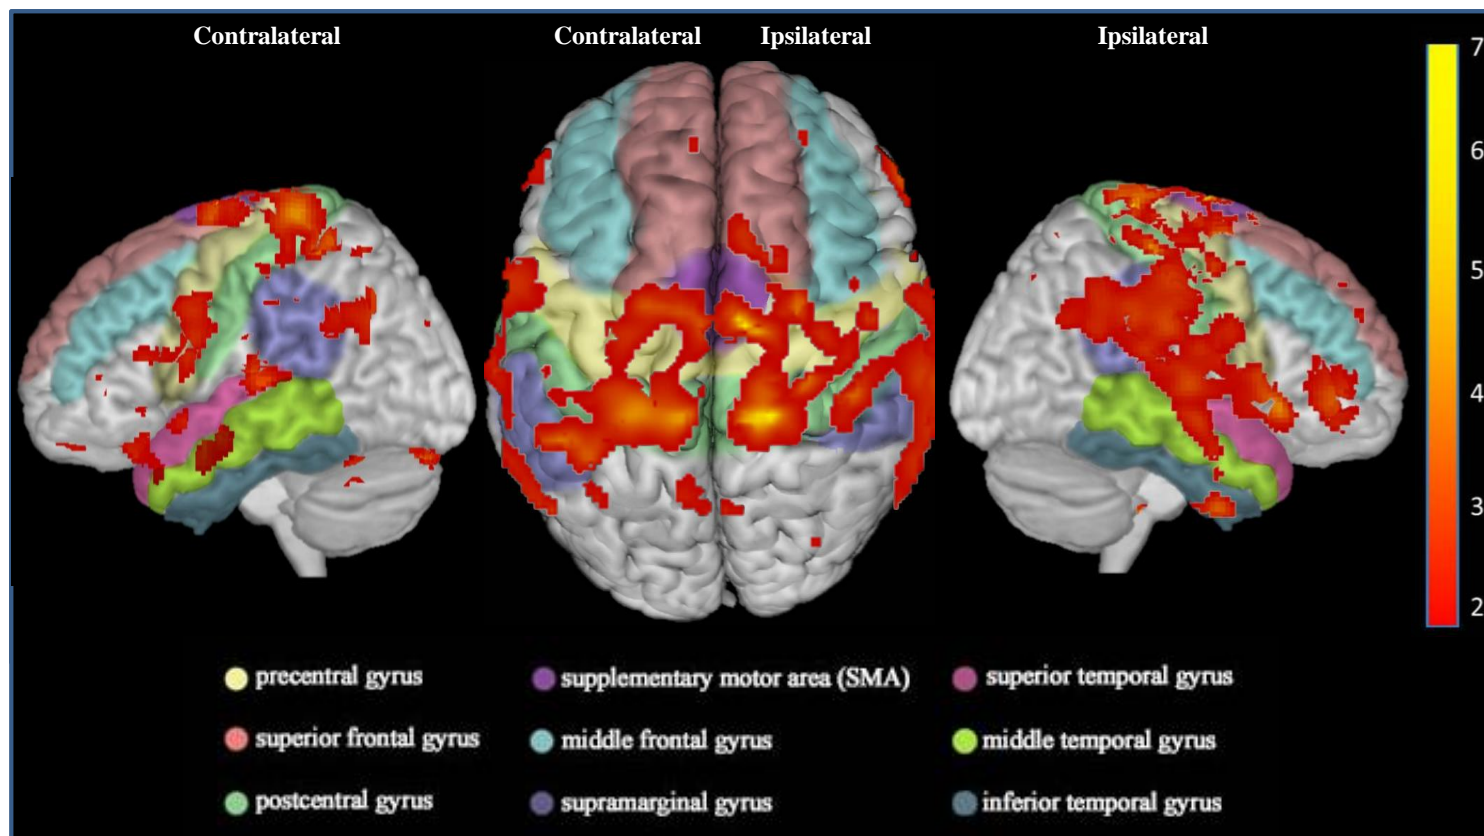 Contralateral
Contralateral
Ipsilateral
Ipsilateral
7
6
5
4
3
2
precentral gyrus
supplementary motor area (SMA)
superior temporal gyrus
superior frontal gyrus
middle frontal gyrus
middle temporal gyrus
postcentral gyrus
supramarginal gyrus
inferior temporal gyrus